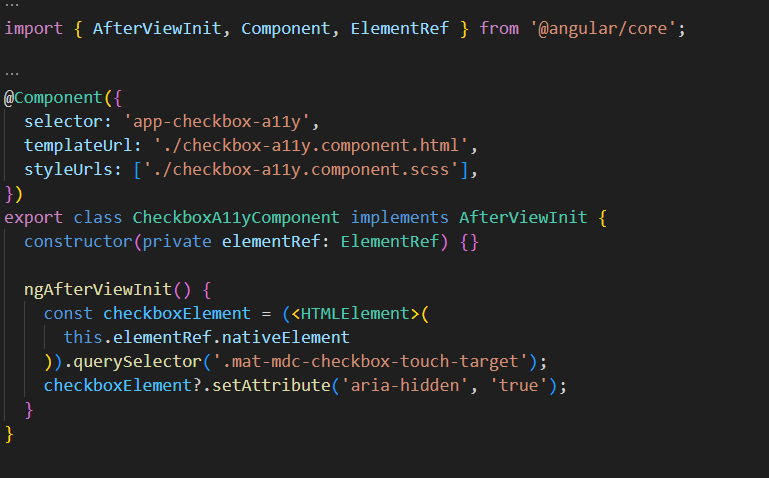 ...
import { AfterViewInit, Component, ElementRef } from '@angular/core';
...
@Component({
  selector: 'app-checkbox-a11y',
  templateUrl: './checkbox-a11y.component.html',
  styleUrls: ['./checkbox-a11y.component.scss'],
})
export class CheckboxA11yComponent implements AfterViewInit {
  constructor(private elementRef: ElementRef) {}

  ngAfterViewInit() {
    const checkboxElement = (<HTMLElement>(
      this.elementRef.nativeElement
    )).querySelector('.mat-mdc-checkbox-touch-target');
    checkboxElement?.setAttribute('aria-hidden', 'true');
  }
}